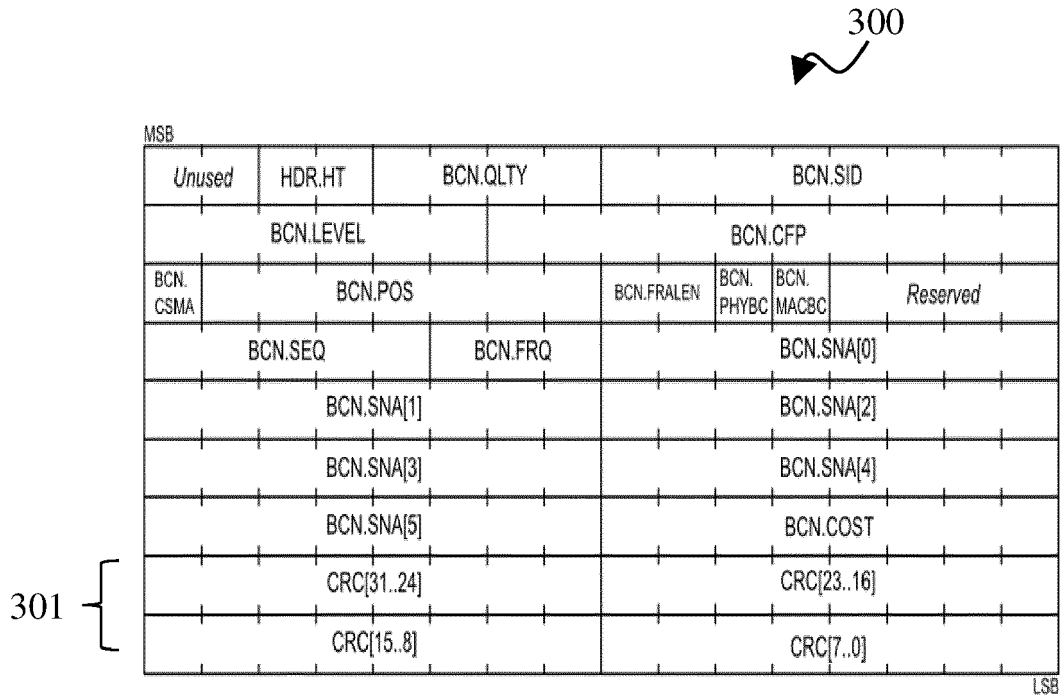 300
MSB
Unused HDR.HT BCN.QLTY BCN.SID
BCN.LEVEL BCN.CFP
BCN.CSMA BCN.POS BCN.FRALEN BCN.PHYBC BCN.MACBC Reserved
BCN.SEQ BCN.FRQ BCN.SNA[0]
BCN.SNA[1] BCN.SNA[2]
BCN.SNA[3] BCN.SNA[4]
BCN.SNA[5] BCN.COST
301 CRC[31..24] CRC[23..16]
CRC[15..8] CRC[7..0]
LSB